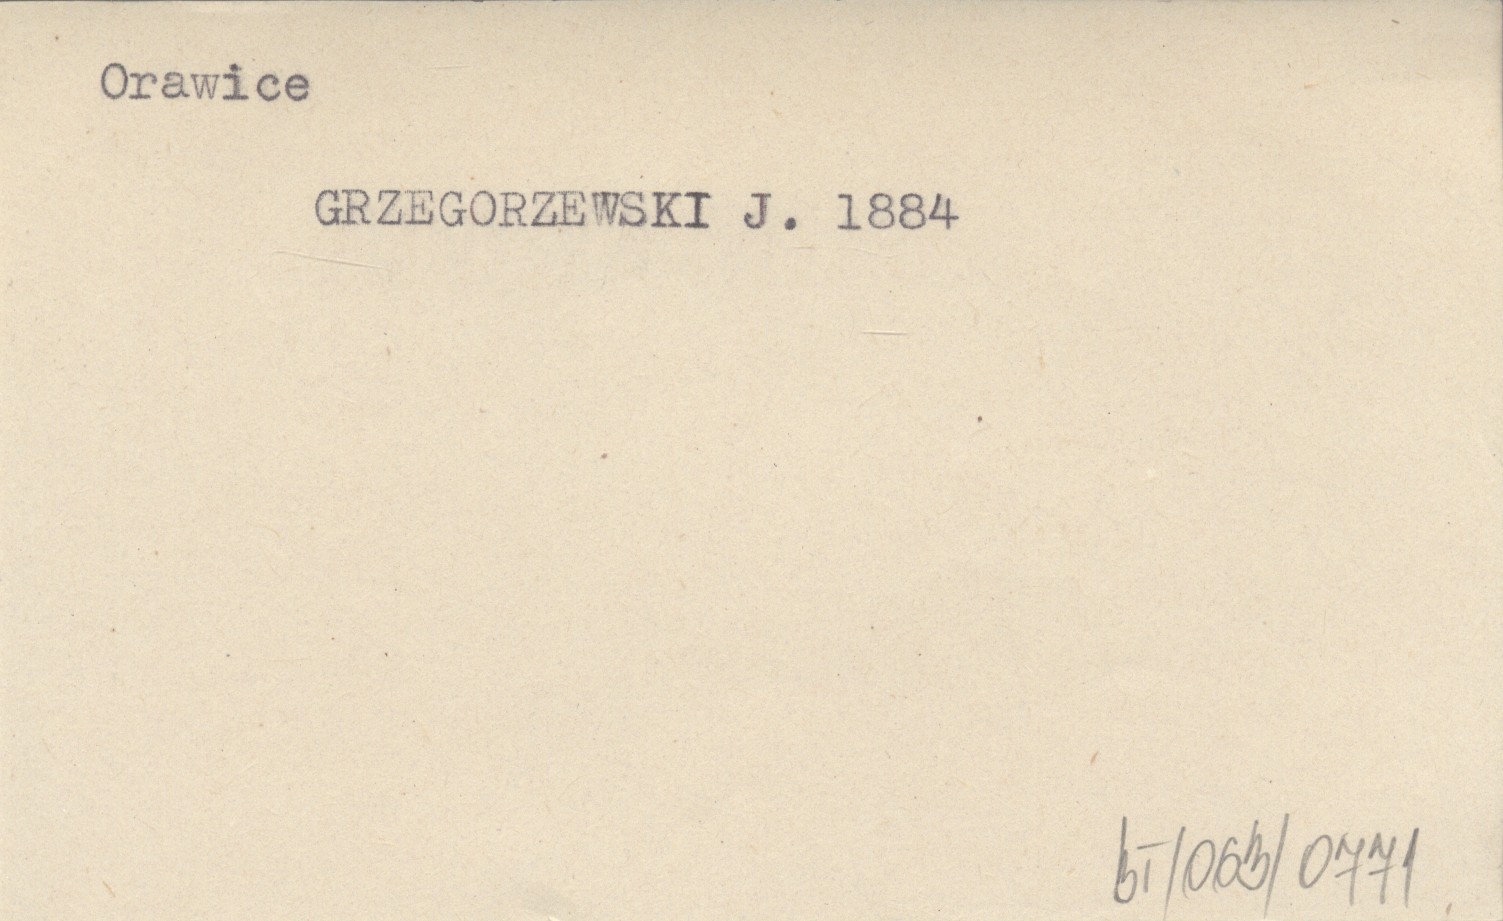 Orawice
GRZEGORZEWSKI J. 1884
bI/063/0771